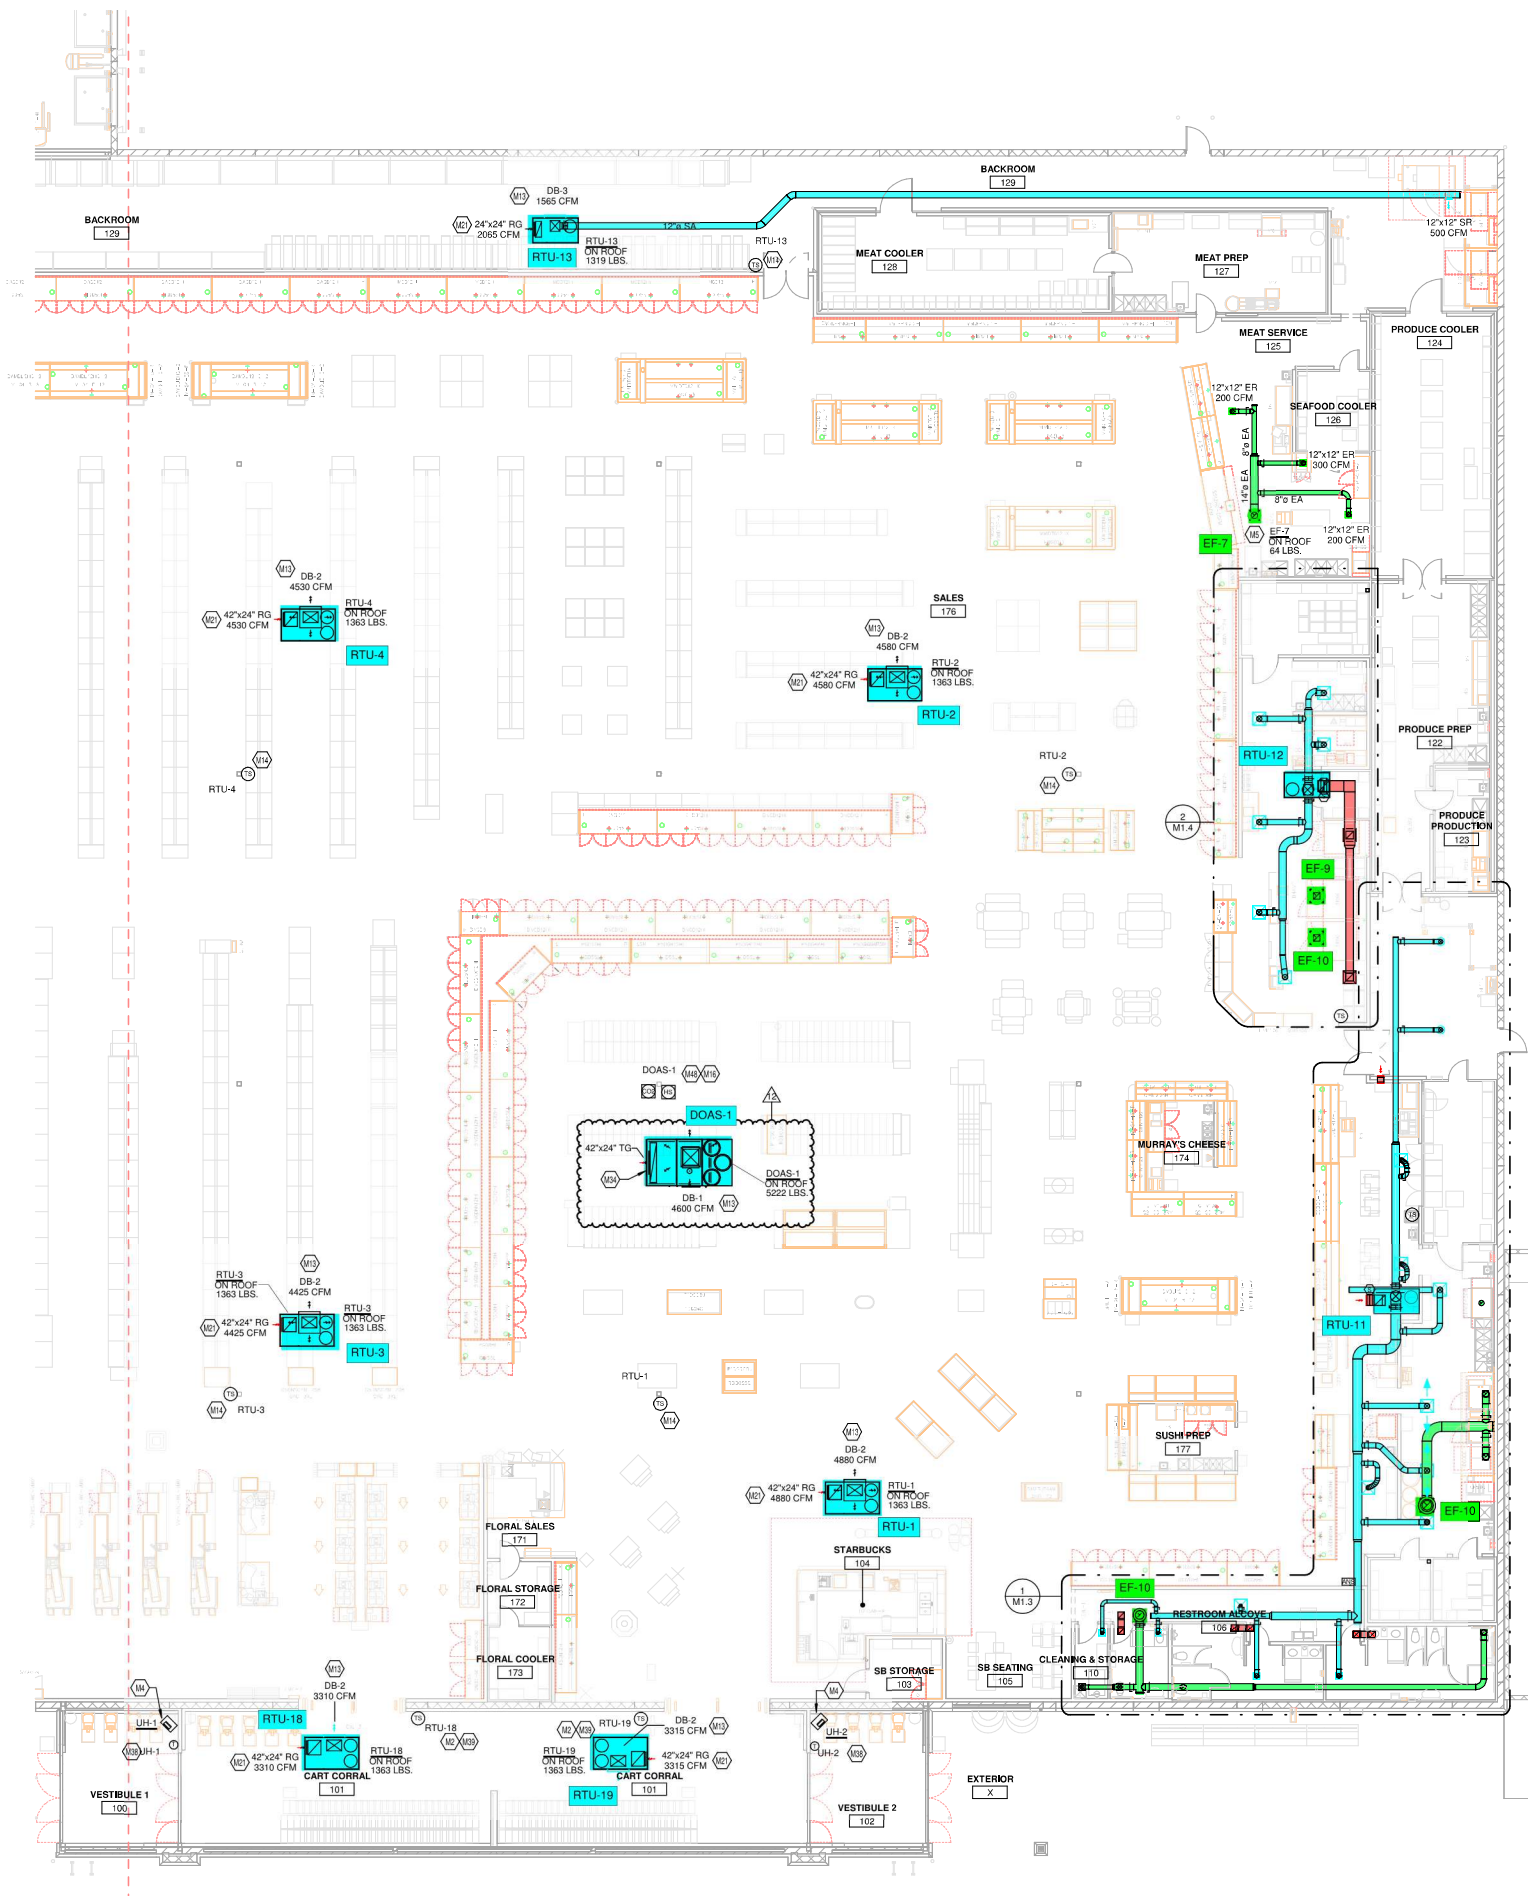 BACKROOM
129
BACKROOM
129
M13
DB-3
1565 CFM
M21
24"x24" RG
2065 CFM
12"ø SA
RTU-13
ON ROOF
1319 LBS.
RTU-13
RTU-13
TS
M14
12"x12" SR
500 CFM
MEAT COOLER
128
MEAT PREP
127
MEAT SERVICE
125
PRODUCE COOLER
124
12"x12" ER
200 CFM
SEAFOOD COOLER
126
8"ø EA
12"x12" ER
300 CFM
14"ø EA
8"ø EA
EF-7
M5
EF-7
ON ROOF
64 LBS.
12"x12" ER
200 CFM
M13
DB-2
4530 CFM
M21
42"x24" RG
4530 CFM
RTU-4
ON ROOF
1363 LBS.
RTU-4
SALES
176
M13
DB-2
4580 CFM
M21
42"x24" RG
4580 CFM
RTU-2
ON ROOF
1363 LBS.
RTU-2
RTU-12
PRODUCE PREP
122
M14
TS
RTU-4
RTU-2
M14
TS
2
M1.4
PRODUCE
PRODUCTION
123
EF-9
EF-10
TS
DOAS-1
M48
M16
CO2
HS
12
DOAS-1
42"x24" TG
M34
DOAS-1
ON ROOF
5222 LBS.
DB-1
4600 CFM
M13
MURRAY'S CHEESE
174
TS
M13
DB-2
4425 CFM
RTU-3
ON ROOF
1363 LBS.
M21
42"x24" RG
4425 CFM
RTU-3
ON ROOF
1363 LBS.
RTU-3
RTU-11
RTU-1
TS
M14
TS
M14
RTU-3
M13
DB-2
4880 CFM
M21
42"x24" RG
4880 CFM
RTU-1
ON ROOF
1363 LBS.
RTU-1
SUSHI PREP
177
EF-10
FLORAL SALES
171
STARBUCKS
104
FLORAL STORAGE
172
1
M1.3
EF-10
RESTROOM ALCOVE
106
FLORAL COOLER
173
SB STORAGE
103
SB SEATING
105
CLEANING & STORAGE
110
M4
UH-1
M38
UH-1
RTU-18
M13
DB-2
3310 CFM
M21
42"x24" RG
3310 CFM
RTU-18
ON ROOF
1363 LBS.
CART CORRAL
101
TS
RTU-18
M2
M39
M2
M39
RTU-19
TS
DB-2
3315 CFM
M13
RTU-19
ON ROOF
1363 LBS.
42"x24" RG
3315 CFM
M21
CART CORRAL
101
RTU-19
M4
UH-2
T
UH-2
M38
VESTIBULE 1
100
VESTIBULE 2
102
EXTERIOR
X